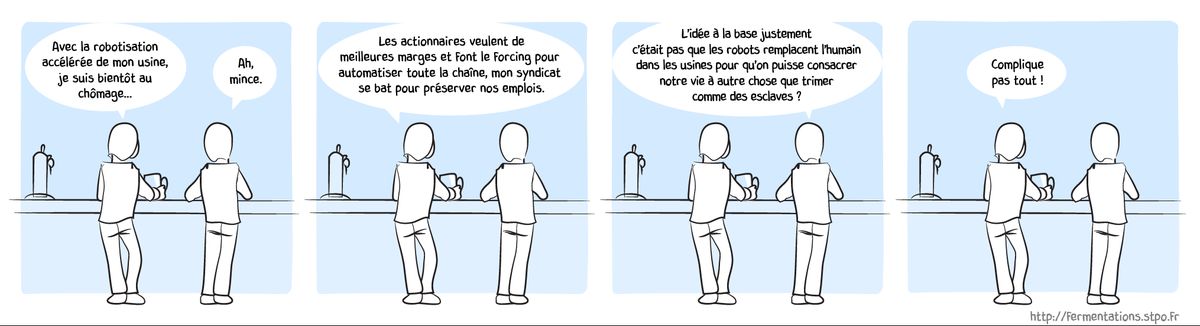 Avec la robotisation
accélérée de mon usine,
je suis bientôt au
chômage...
Ah,
mince.
Les actionnaires veulent de
meilleures marges et font le forcing pour
automatiser toute la chaîne, mon syndicat
se bat pour préserver nos emplois.
L'idée à la base justement
c'était pas que les robots remplacent l'humain
dans les usines pour qu'on puisse consacrer
notre vie à autre chose que trimer
comme des esclaves ?
Complique
pas tout !
http://fermentations.stpo.fr